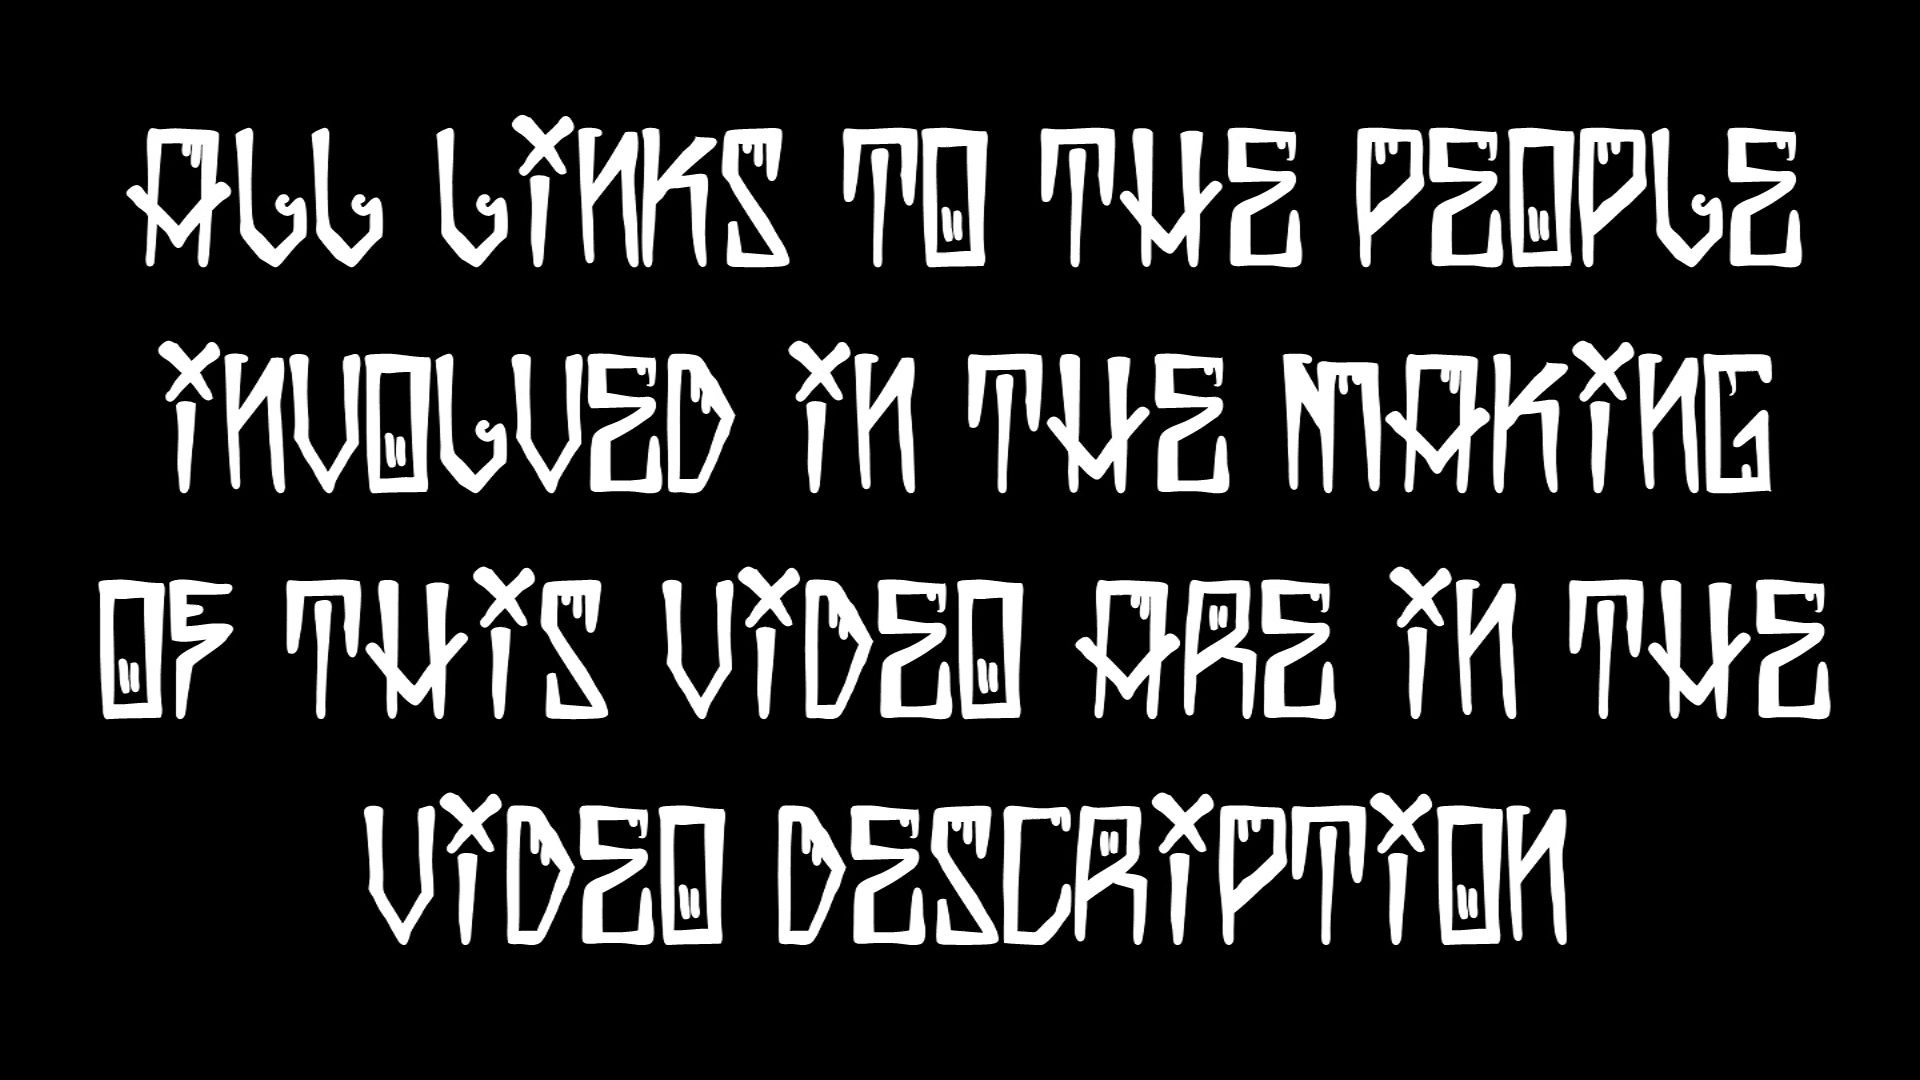 ALL LiNKS TO THE PEOPLE
iNVOLVED iN THE MAKiNG
OF THiS ViDEO ARE iN THE
ViDEO DESCRiPTiON